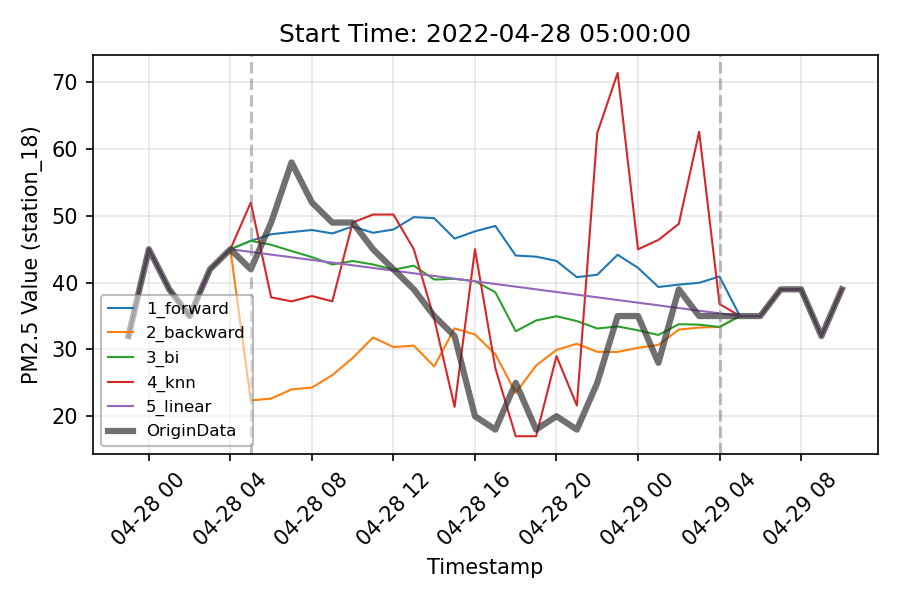 Start Time: 2022-04-28 05:00:00
PM2.5 Value (station_18)
70
60
50
40
30
20
1_forward
2_backward
3_bi
4_knn
5_linear
OriginData
04-28 00
04-28 04
04-28 08
04-28 12
04-28 16
04-28 20
04-29 00
04-29 04
04-29 08
Timestamp